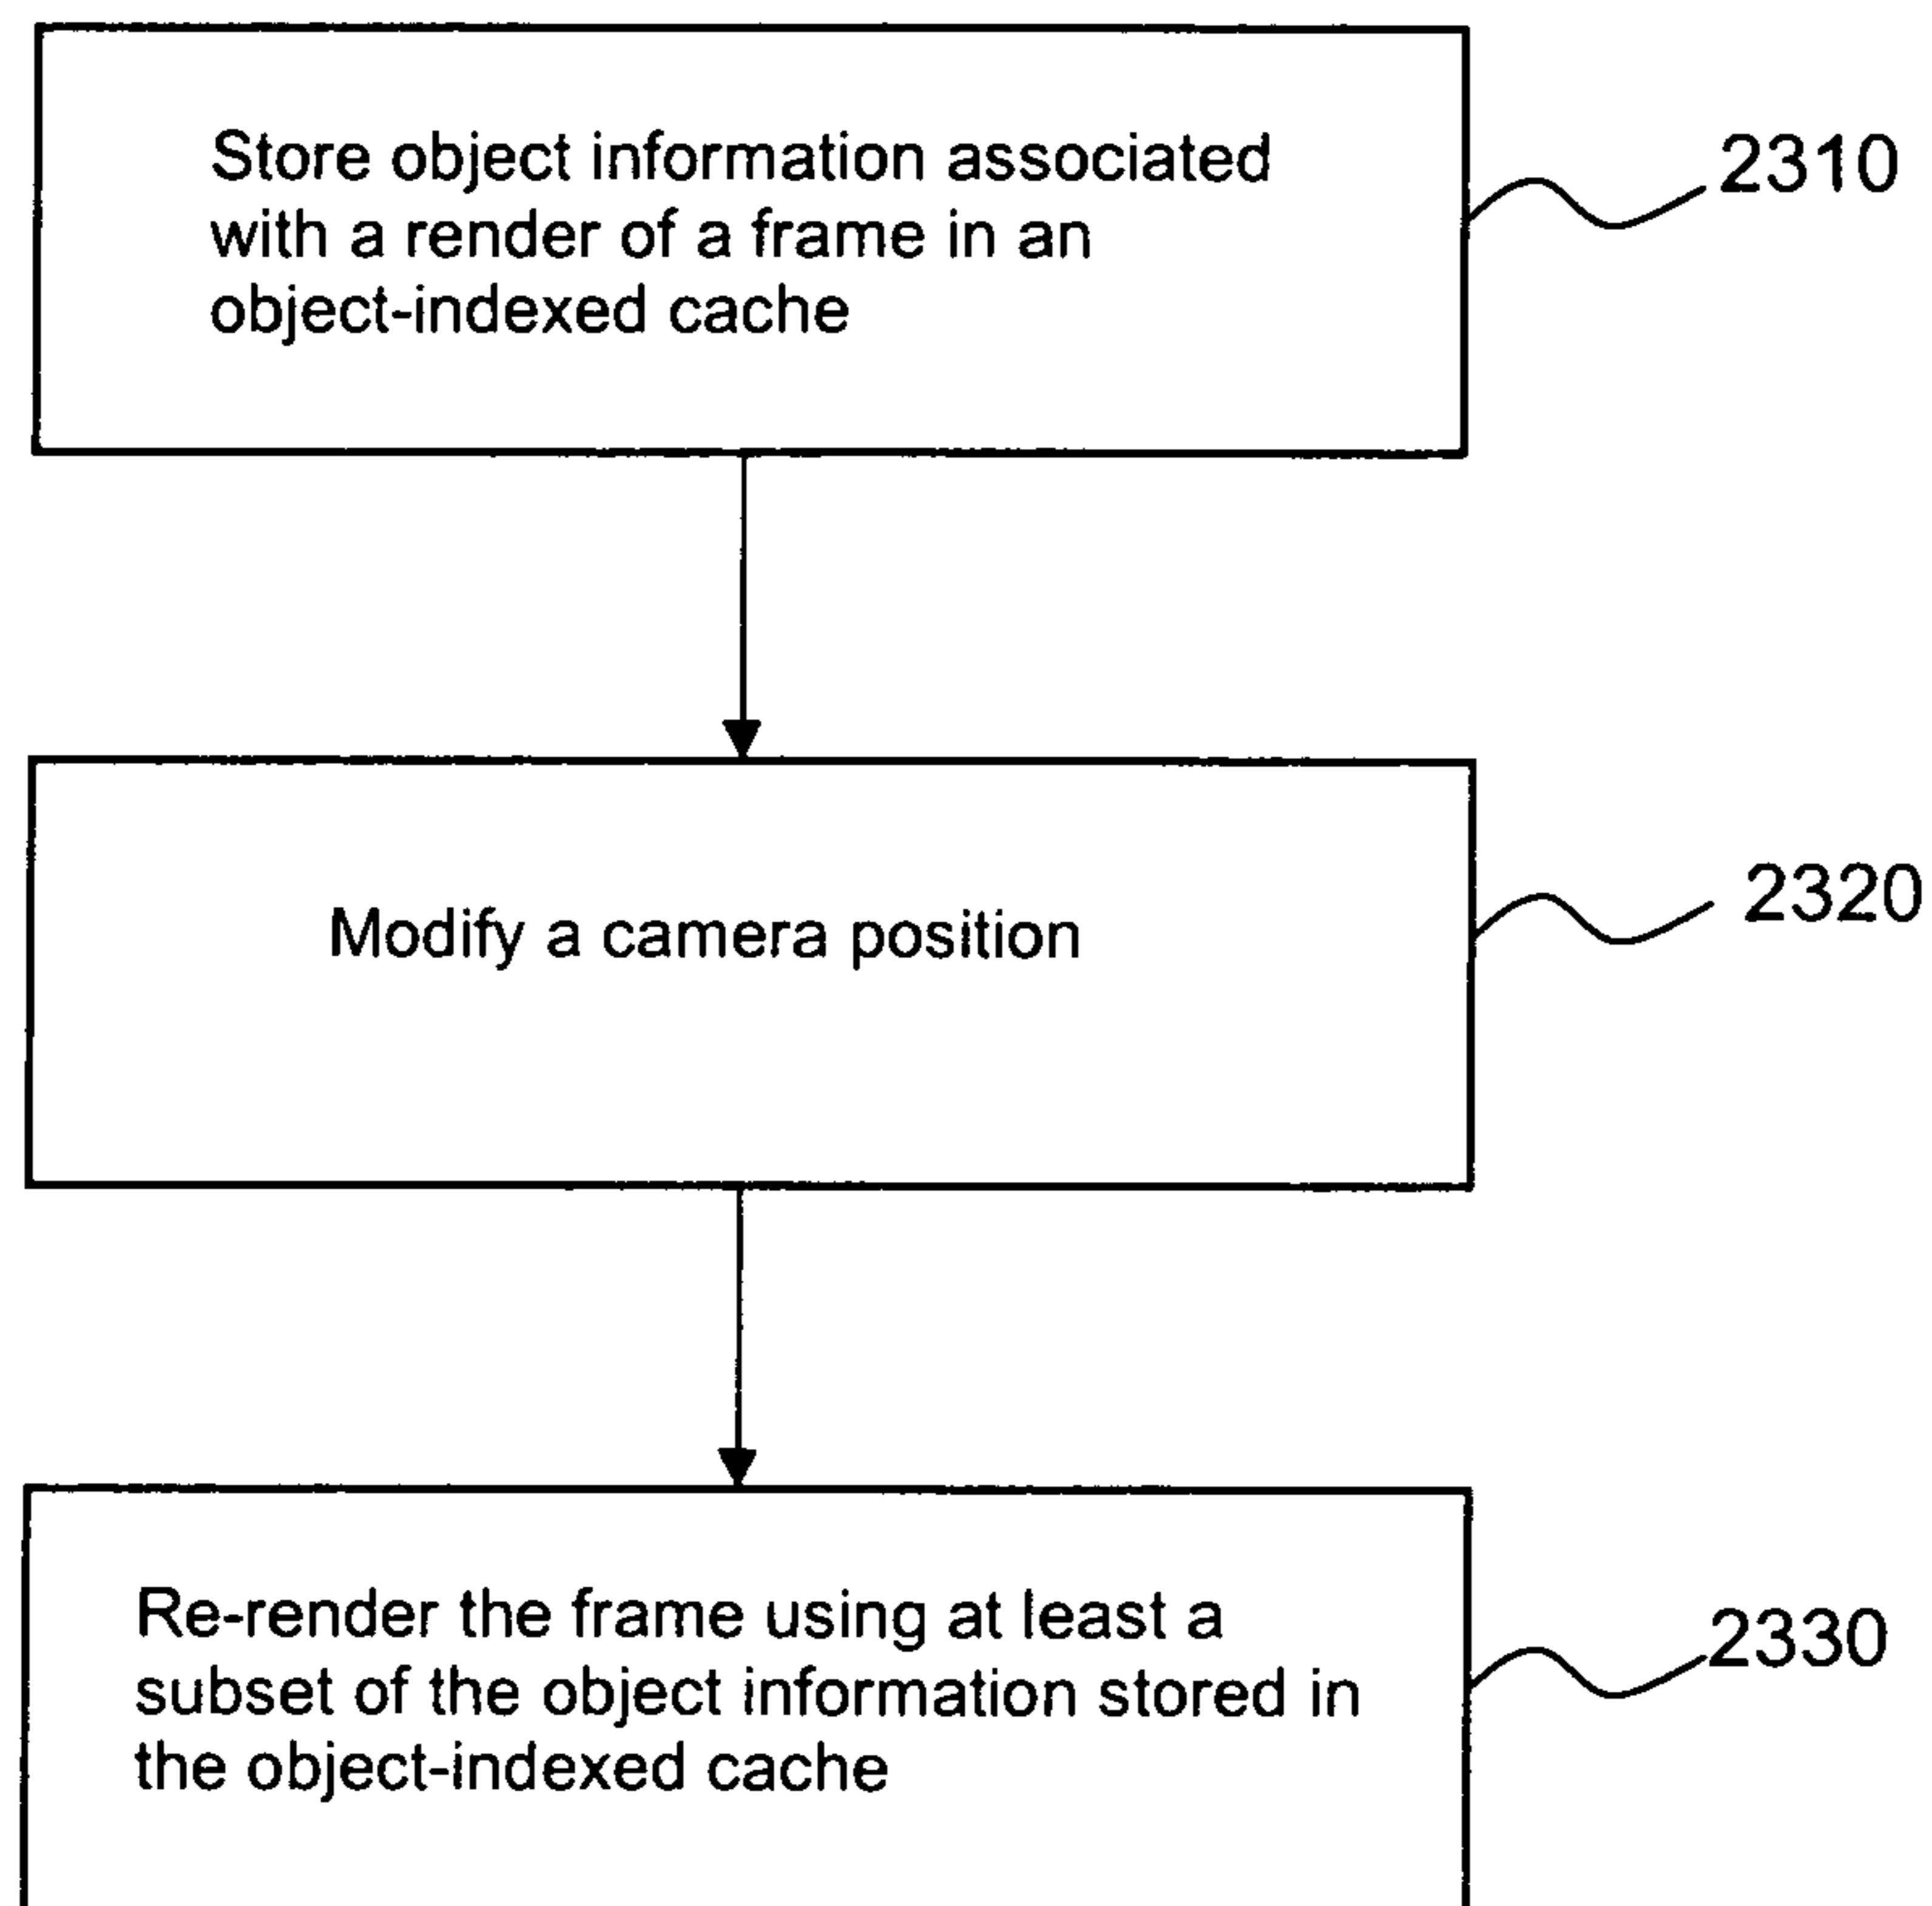 Store object information associated
with a render of a frame in an
object-indexed cache
2310
Modify a camera position
2320
Re-render the frame using at least a
subset of the object information stored in
the object-indexed cache
2330